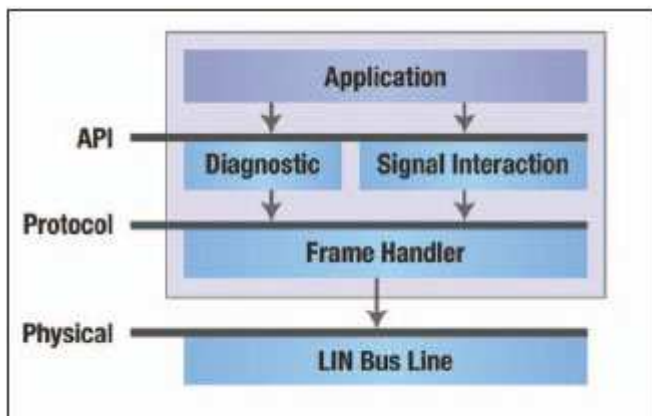 Application
API
Diagnostic
Signal Interaction
Protocol
Frame Handler
Physical
LIN Bus Line